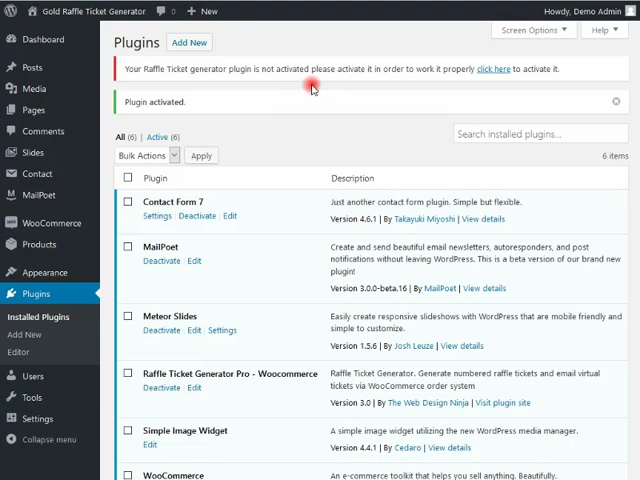 Gold Raffle Ticket Generator 0 + New Howdy, Demo Admin
Screen Options Help
Dashboard
Posts
Media
Pages
Comments
Slides
Contact
MailPoet
WooCommerce
Products
Appearance
Plugins
Installed Plugins
Add New
Editor
Users
Tools
Settings
Collapse menu
Plugins Add New
Your Raffle Ticket generator plugin is not activated please activate it in order to work it properly click here to activate it.
Plugin activated.
All (6) | Active (6)
Search installed plugins...
Bulk Actions Apply 6 items
Plugin Description
Contact Form 7 Just another contact form plugin. Simple but flexible.
Settings | Deactivate | Edit Version 4.6.1 | By Takayuki Miyoshi | View details
MailPoet Create and send beautiful email newsletters, autoresponders, and post
Deactivate | Edit notifications without leaving WordPress. This is a beta version of our brand new
plugin!
Version 3.0.0-beta.16 | By MailPoet | View details
Meteor Slides Easily create responsive slideshows with WordPress that are mobile friendly and
Deactivate | Edit | Settings simple to customize.
Version 1.5.6 | By Josh Leuze | View details
Raffle Ticket Generator Pro - Woocommerce Raffle Ticket Generator. Generate numbered raffle tickets and email virtual
Deactivate | Edit tickets via WooCommerce order system
Version 3.0 | By The Web Design Ninja | Visit plugin site
Simple Image Widget A simple image widget utilizing the new WordPress media manager.
Edit Version 4.4.1 | By Cedaro | View details
WooCommerce An e-commerce toolkit that helps you sell anything. Beautifully.